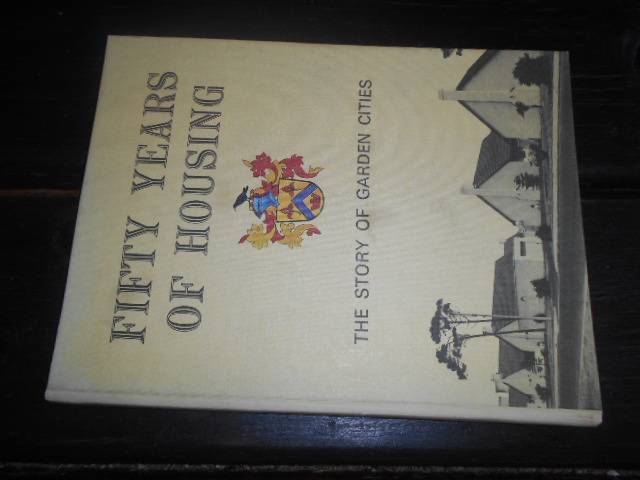 FIFTY YEARS
OF HOUSING
THE STORY OF GARDEN CITIES